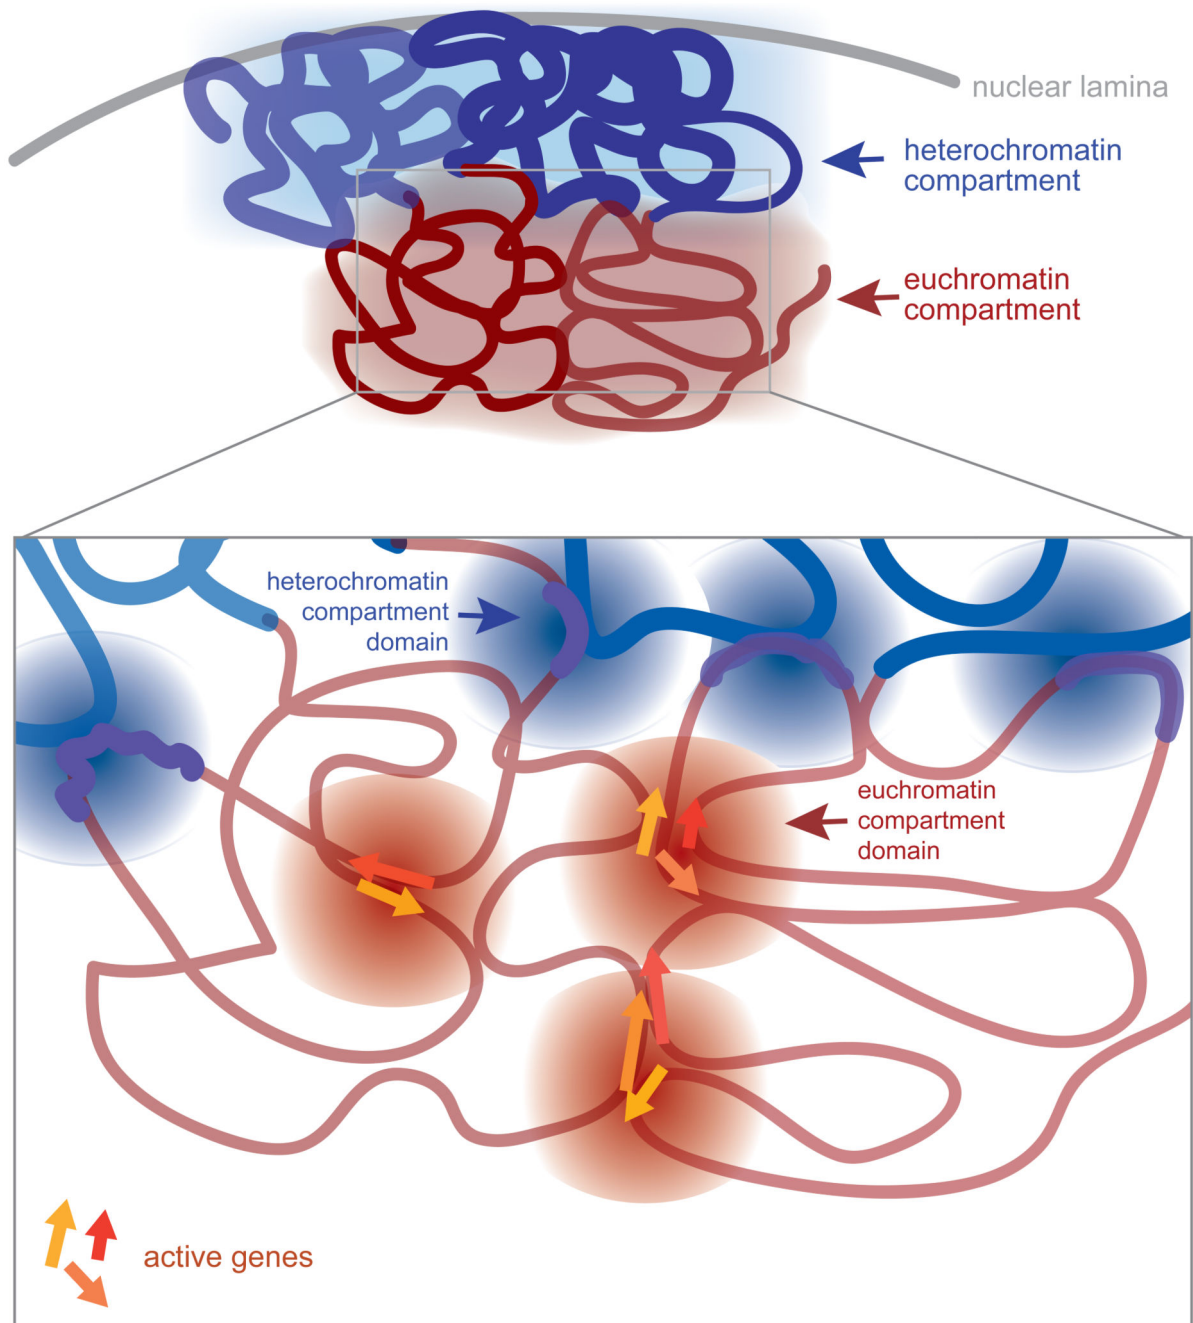 nuclear lamina
heterochromatin
compartment
euchromatin
compartment
heterochromatin
compartment
domain
euchromatin
compartment
domain
active genes